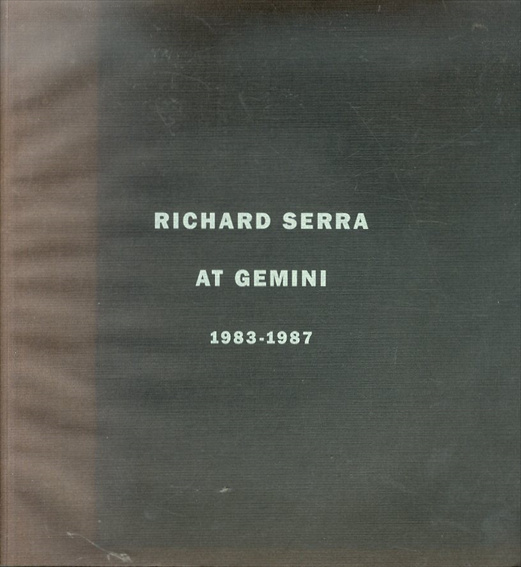 RICHARD SERRA
AT GEMINI
1983-1987